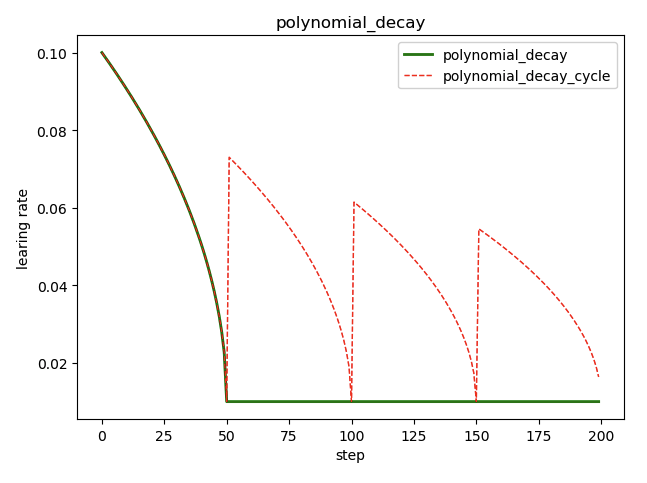 polynomial_decay
polynomial_decay
polynomial_decay_cycle
0.10
0.08
0.06
0.04
0.02
learing rate
0 25 50 75 100 125 150 175 200
step